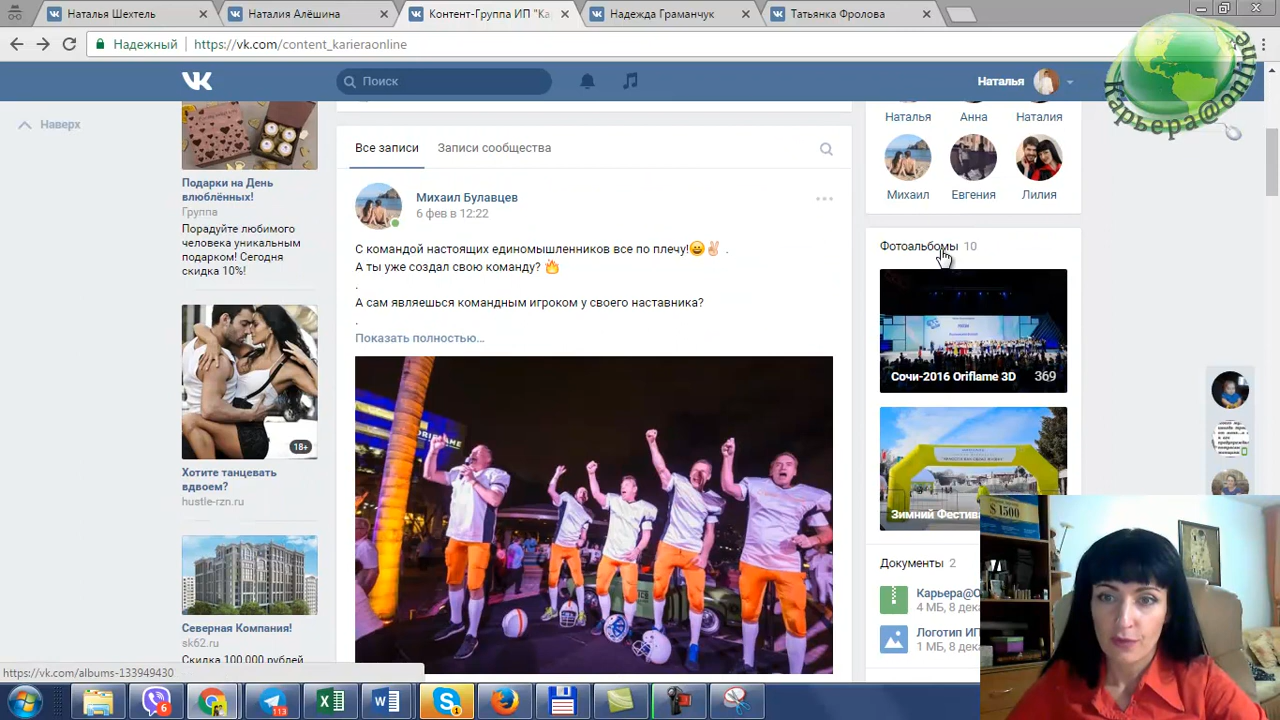 Наталья Шехтель
Наталия Алёшина
Контент-Группа ИП "Ка
Надежда Граманчук
Татьянка Фролова
Надежный
https://vk.com/content_karieraonline
Поиск
Наталья
Карьера@online
Наверх
Подарки на День
влюблённых!
Группа
Порадуйте любимого
человека уникальным
подарком! Сегодня
скидка 10%!
18+
Хотите танцевать
вдвоем?
hustle-rzn.ru
Северная Компания!
sk62.ru
Скидка 100 000 рублей
Все записи
Записи сообщества
Михаил Булавцев
6 фев в 12:22
С командой настоящих единомышленников все по плечу!😄✌🏻 .
А ты уже создал свою команду? 🔥
.
А сам являешься командным игроком у своего наставника?
.
Показать полностью…
Наталья
Анна
Наталия
Михаил
Евгения
Лилия
Фотоальбомы 10
Сочи-2016 Oriflame 3D
369
Зимний Фестива
Документы 2
Карьера@О
4 МБ, 8 дек
Логотип ИП
1 МБ, 8 дек
$ 1500
https://vk.com/albums-133949430
6
113
1